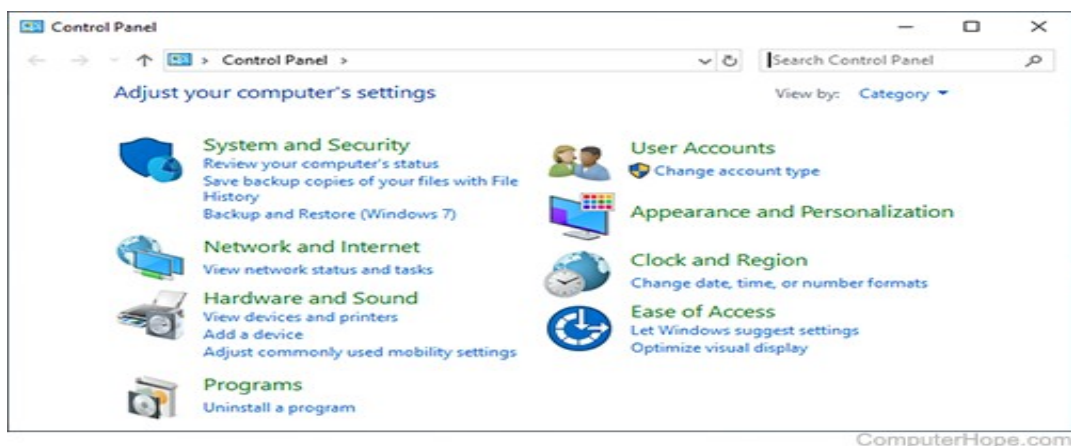 Control Panel
Control Panel >
Search Control Panel
Adjust your computer's settings
View by: Category
System and Security
Review your computer's status
Save backup copies of your files with File
History
Backup and Restore (Windows 7)
Network and Internet
View network status and tasks
Hardware and Sound
View devices and printers
Add a device
Adjust commonly used mobility settings
Programs
Uninstall a program
User Accounts
Change account type
Appearance and Personalization
Clock and Region
Change date, time, or number formats
Ease of Access
Let Windows suggest settings
Optimize visual display
ComputerHope.com